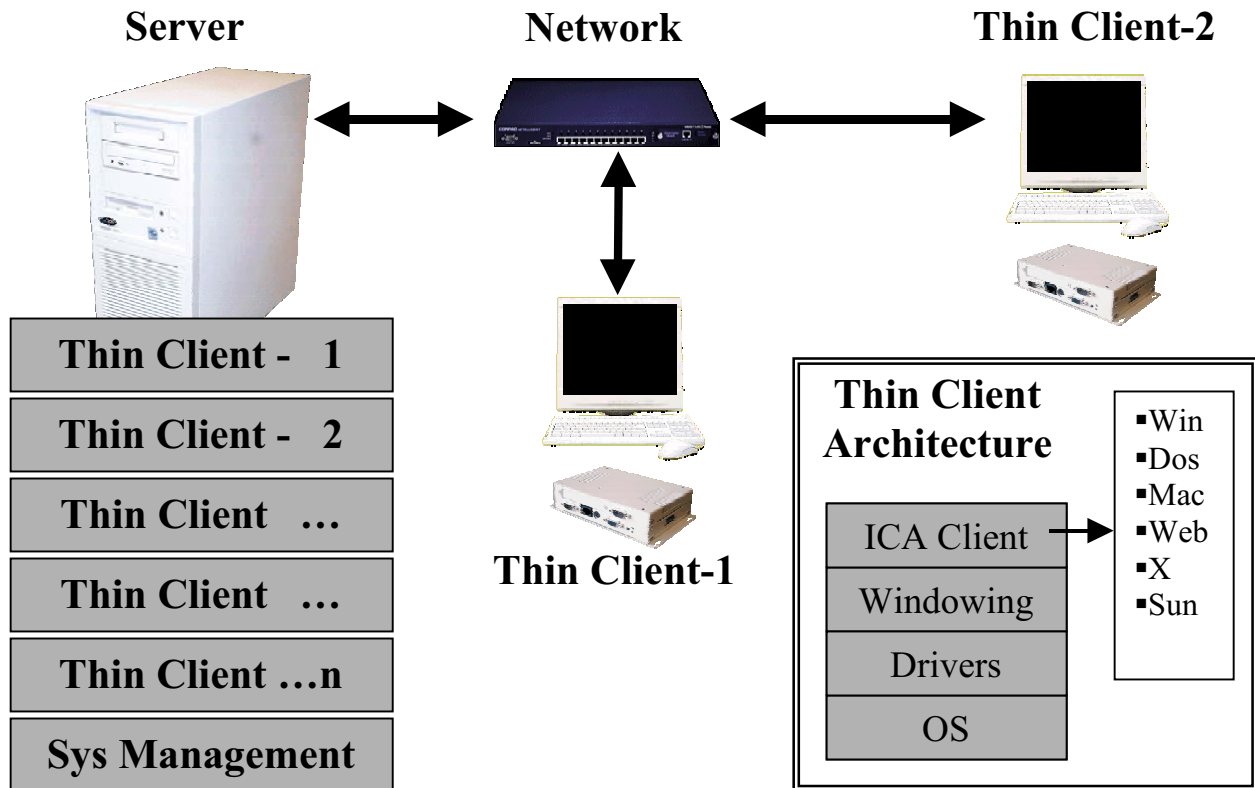 Server
Network
Thin Client-2
COMPAQ
Thin Client - 1
Thin Client - 2
Thin Client …
Thin Client …
Thin Client …n
Sys Management
Thin Client-1
Thin Client
Architecture
ICA Client
Windowing
Drivers
OS
▪Win
▪Dos
▪Mac
▪Web
▪X
▪Sun